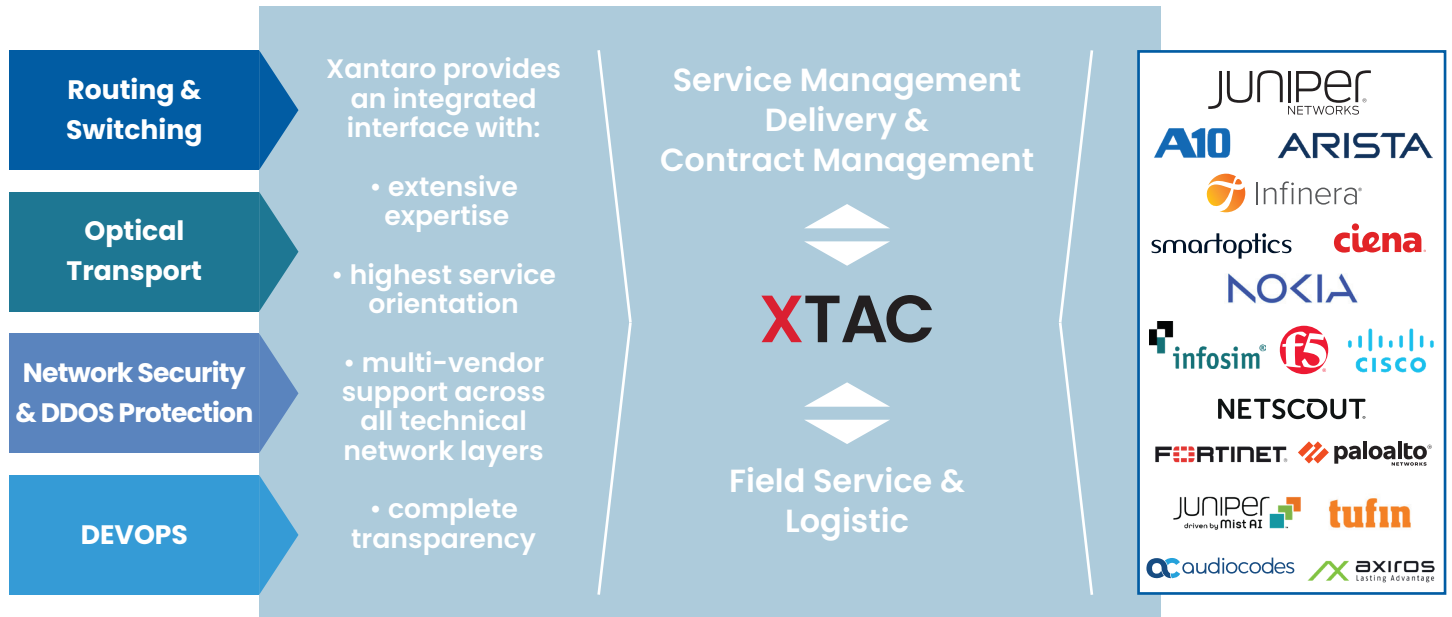 Routing &
Switching
Optical
Transport
Network Security
& DDOS Protection
DEVOPS
Xantaro provides
an integrated
interface with:
• extensive
expertise
• highest service
orientation
• multi-vendor
support across
all technical
network layers
• complete
transparency
Service Management
Delivery &
Contract Management
XTAC
Field Service &
Logistic
JUNIPer®
NETWORKS
A10
ARISTA
Infinera®
smartoptics
ciena®
NOKIA
infosim®
f5®
CISCO
NETSCOUT®
FORTINET®
paloalto®
NETWORKS
JUNIPer
driven by Mist AI™
tufin
ac audiocodes
axiros
Lasting Advantage